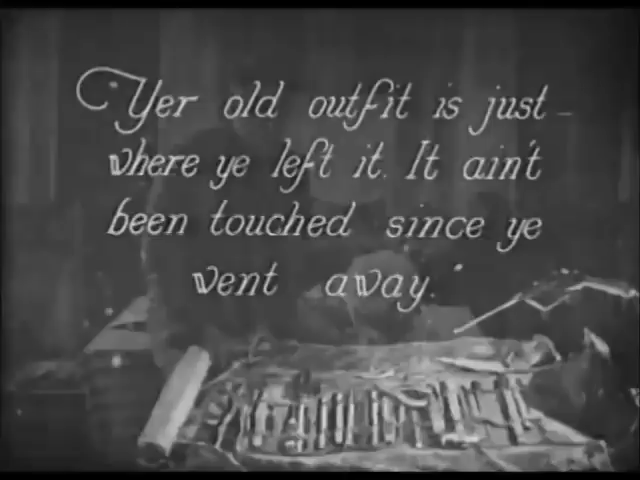 "Yer old outfit is just
where ye left it. It ain't
been touched since ye
went away."